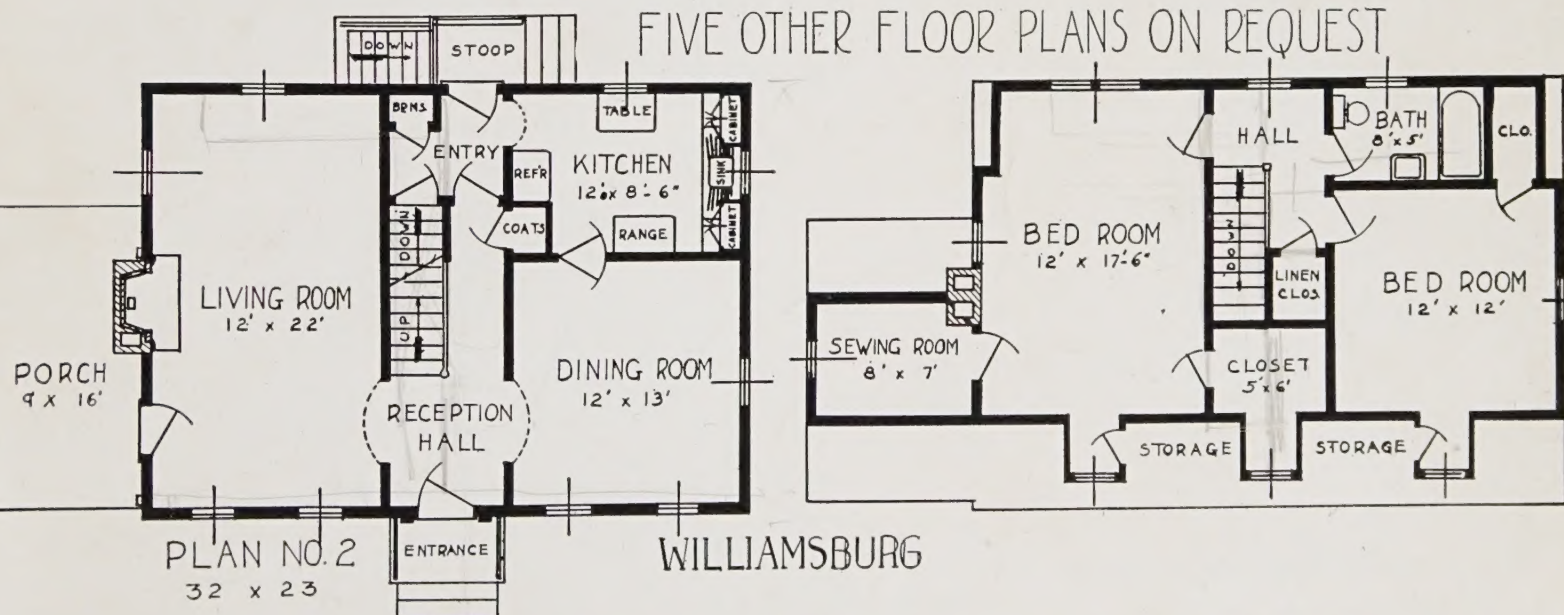 FIVE OTHER FLOOR PLANS ON REQUEST
DOWN
STOOP
BRMS.
ENTRY
TABLE
KITCHEN
12' x 8'-6"
CABINET
SINK
CABINET
REF'R
COATS
RANGE
DOWN
UP
LIVING ROOM
12' x 22'
PORCH
9 x 16'
RECEPTION
HALL
DINING ROOM
12' x 13'
ENTRANCE
PLAN NO. 2
32 x 23
WILLIAMSBURG
HALL
BATH
8' x 5'
CLO.
BED ROOM
12' x 17'-6"
DOWN
LINEN
CLOS.
BED ROOM
12' x 12'
SEWING ROOM
8' x 7'
CLOSET
5' x 6'
STORAGE
STORAGE